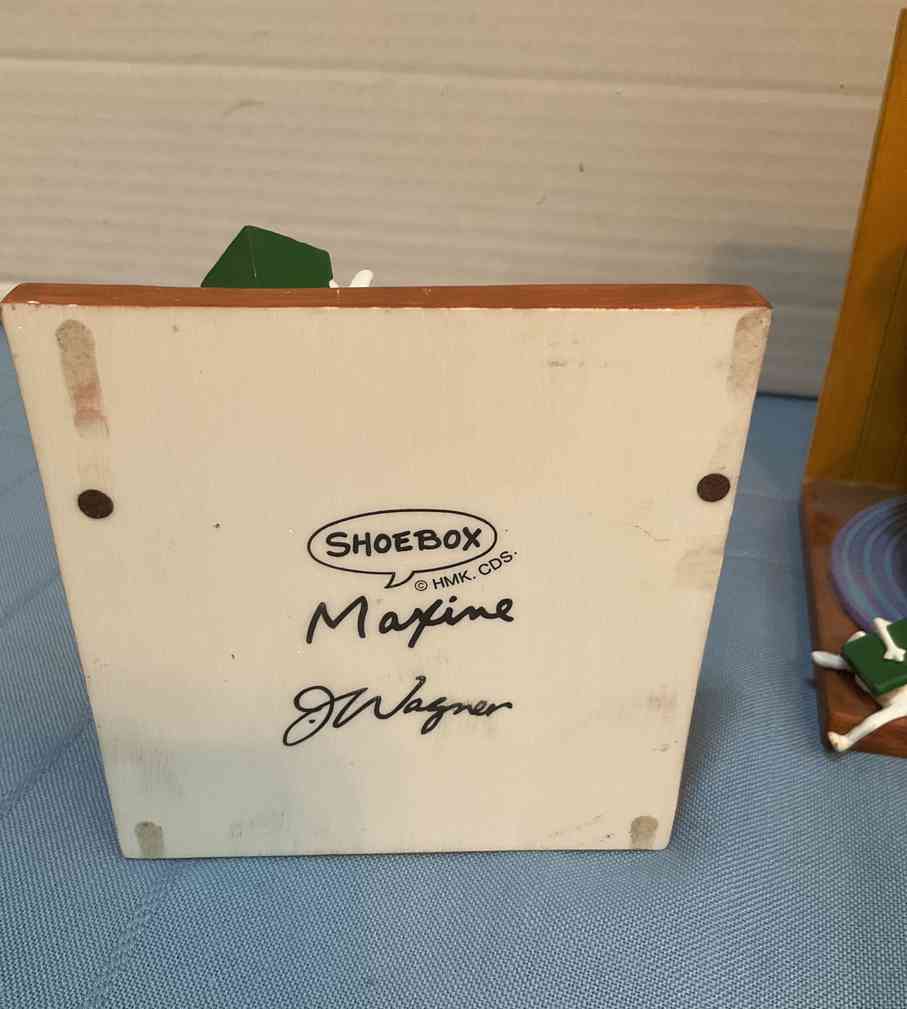 SHOEBOX
© HMK. CDS.
Maxine
J. Wagner